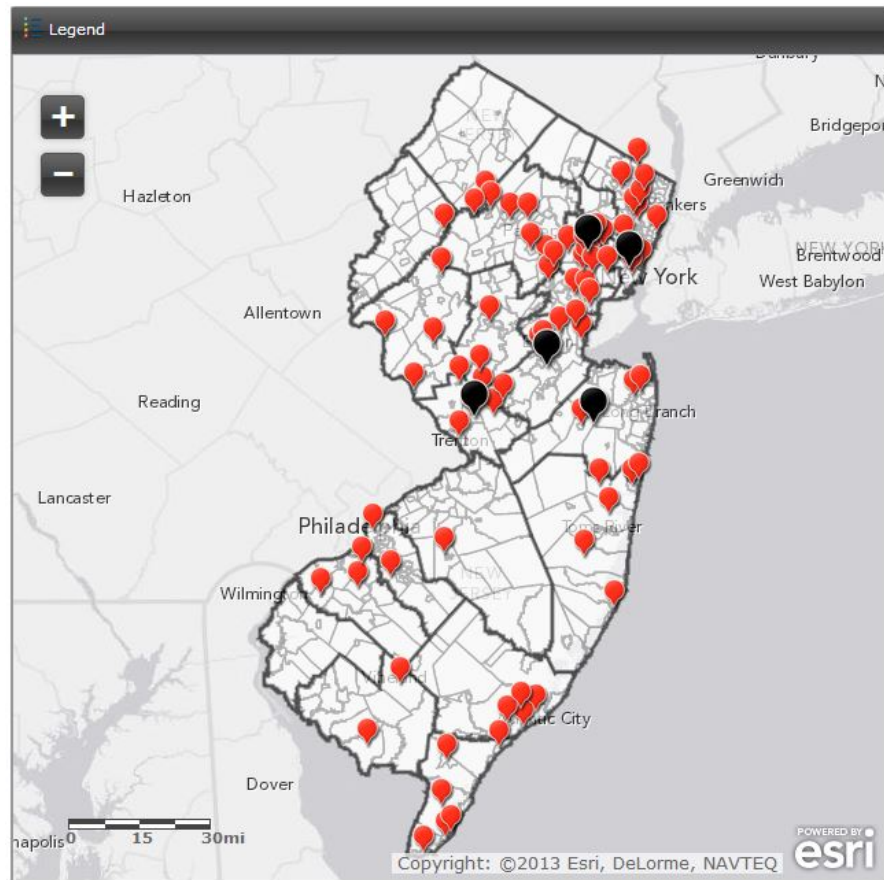 Legend
Danbury
Bridgepor
Hazleton
Greenwich
nkers
NEW YORK
Brentwood
New York
West Babylon
Allentown
Reading
Long Branch
Trenton
Lancaster
Philadelphia
Toms River
NEW
JERSEY
Wilmington
Vineland
Atlantic City
Dover
0 15 30mi
napolis
POWERED BY
esri
Copyright: ©2013 Esri, DeLorme, NAVTEQ